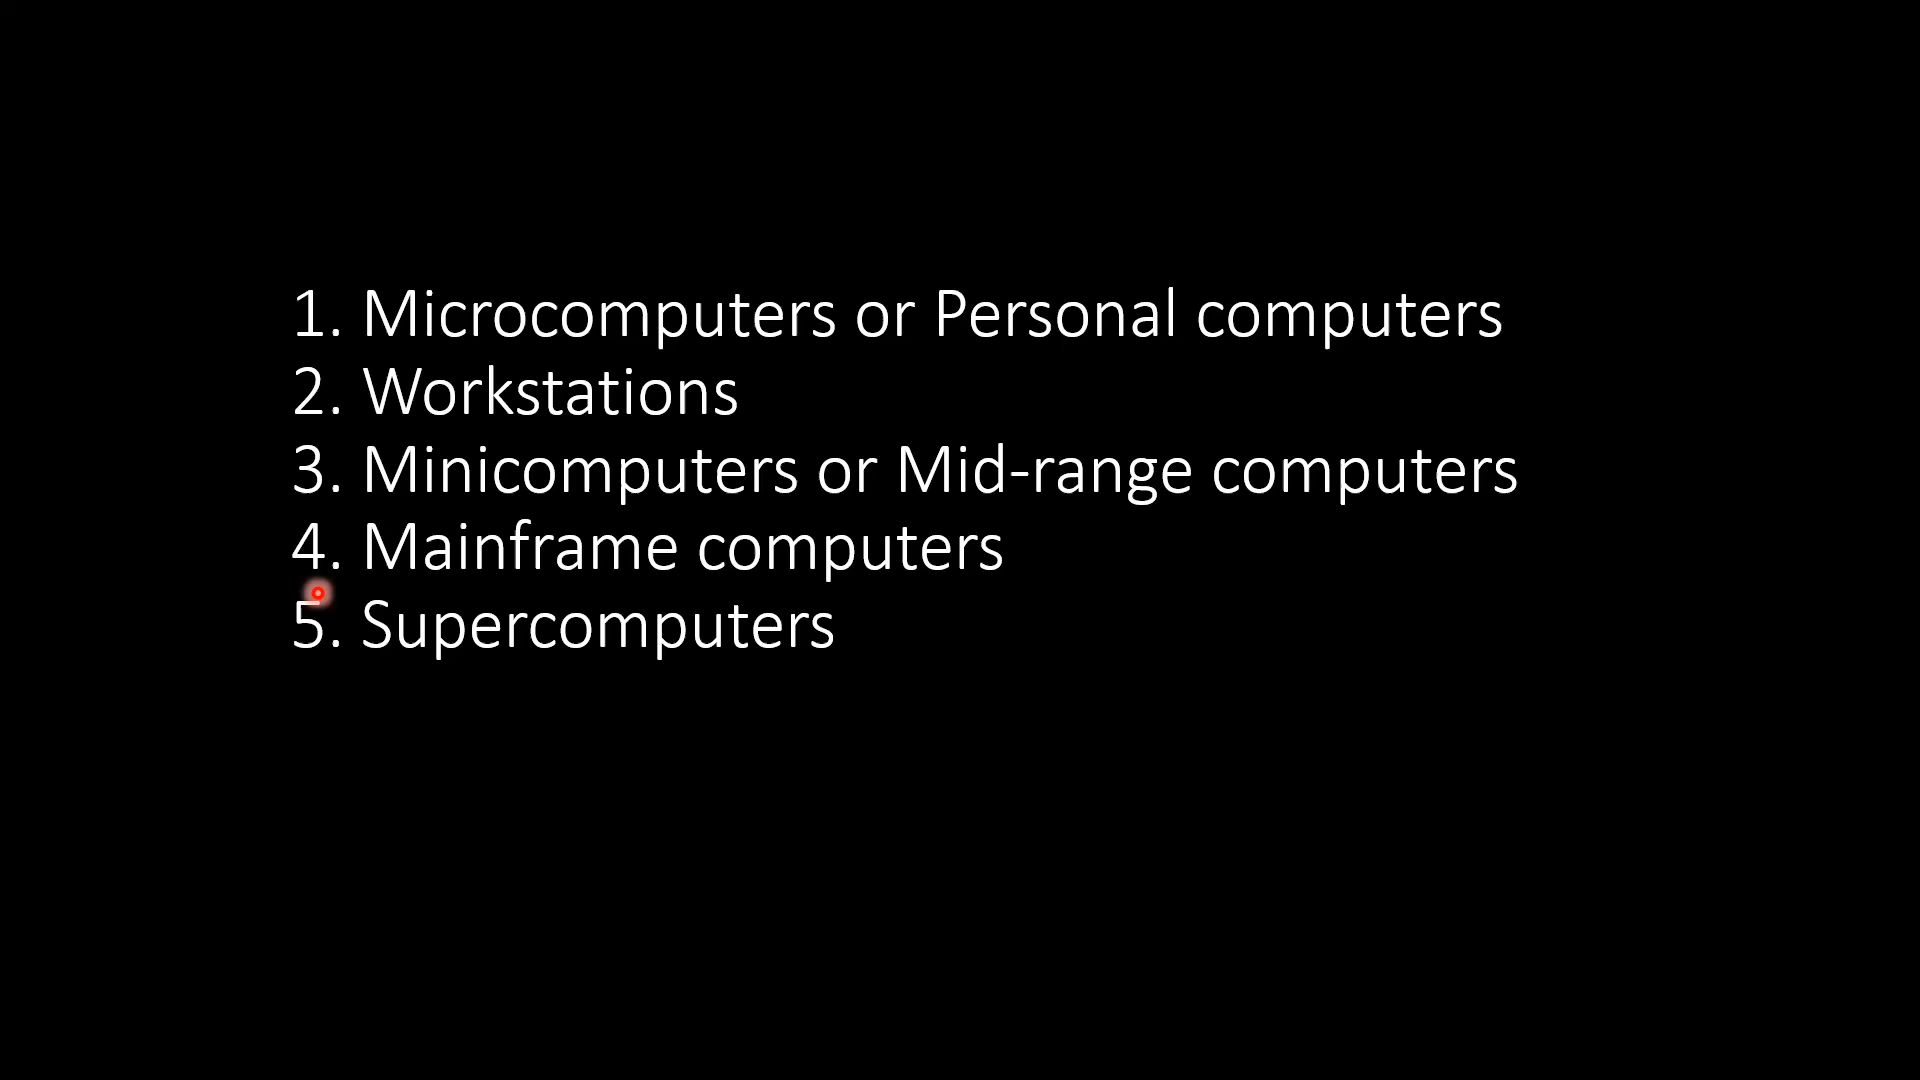 1. Microcomputers or Personal computers
2. Workstations
3. Minicomputers or Mid-range computers
4. Mainframe computers
5. Supercomputers